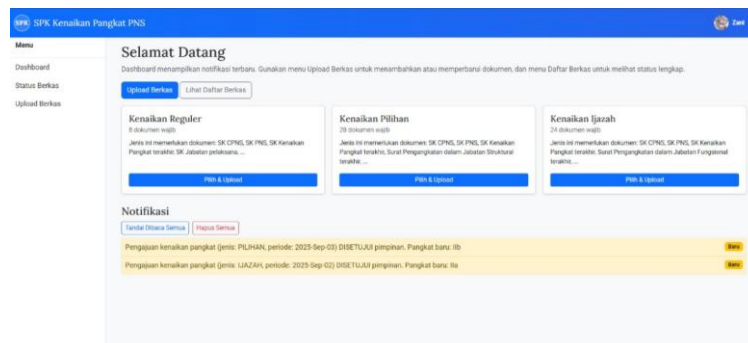 SPK SPK Kenaikan Pangkat PNS
Zani
Menu
Dashboard
Status Berkas
Upload Berkas
Selamat Datang
Dashboard menampilkan notifikasi terbaru. Gunakan menu Upload Berkas untuk menambahkan atau memperbarui dokumen, dan menu Daftar Berkas untuk melihat status lengkap.
Upload Berkas
Lihat Daftar Berkas
Kenaikan Reguler
8 dokumen wajib
Jenis ini memerlukan dokumen: SK CPNS, SK PNS, SK Kenaikan
Pangkat terakhir, SK Jabatan pelaksana, ...
Pilih & Upload
Kenaikan Pilihan
28 dokumen wajib
Jenis ini memerlukan dokumen: SK CPNS, SK PNS, SK Kenaikan
Pangkat terakhir, Surat Pengangkatan dalam Jabatan Struktural
terakhir, ...
Pilih & Upload
Kenaikan Ijazah
24 dokumen wajib
Jenis ini memerlukan dokumen: SK CPNS, SK PNS, SK Kenaikan
Pangkat terakhir, Surat Pengangkatan dalam Jabatan Fungsional
terakhir, ...
Pilih & Upload
Notifikasi
Tandai Dibaca Semua
Hapus Semua
Pengajuan kenaikan pangkat (jenis: PILIHAN, periode: 2025-Sep-03) DISETUJUI pimpinan. Pangkat baru: IIb
Baru
Pengajuan kenaikan pangkat (jenis: IJAZAH, periode: 2025-Sep-02) DISETUJUI pimpinan. Pangkat baru: IIa
Baru